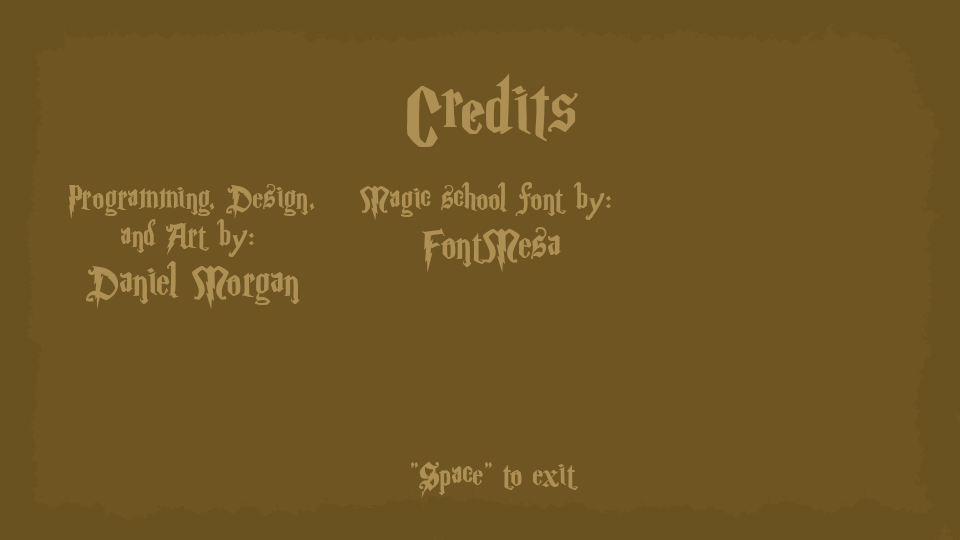 Credits
Programming, Design,
and Art by:
Daniel Morgan
Magic school font by:
FontMesa
"Space" to exit